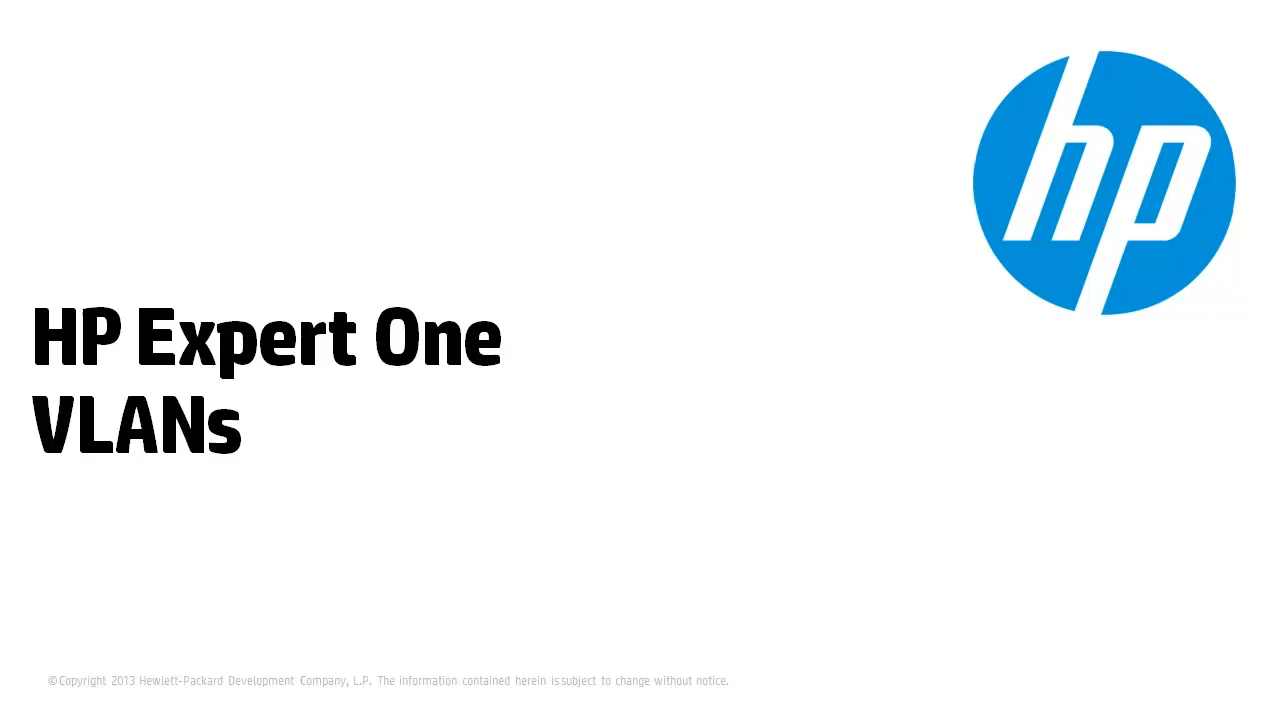 hp
HP Expert One
VLANs
© Copyright 2013 Hewlett-Packard Development Company, L.P. The information contained herein is subject to change without notice.